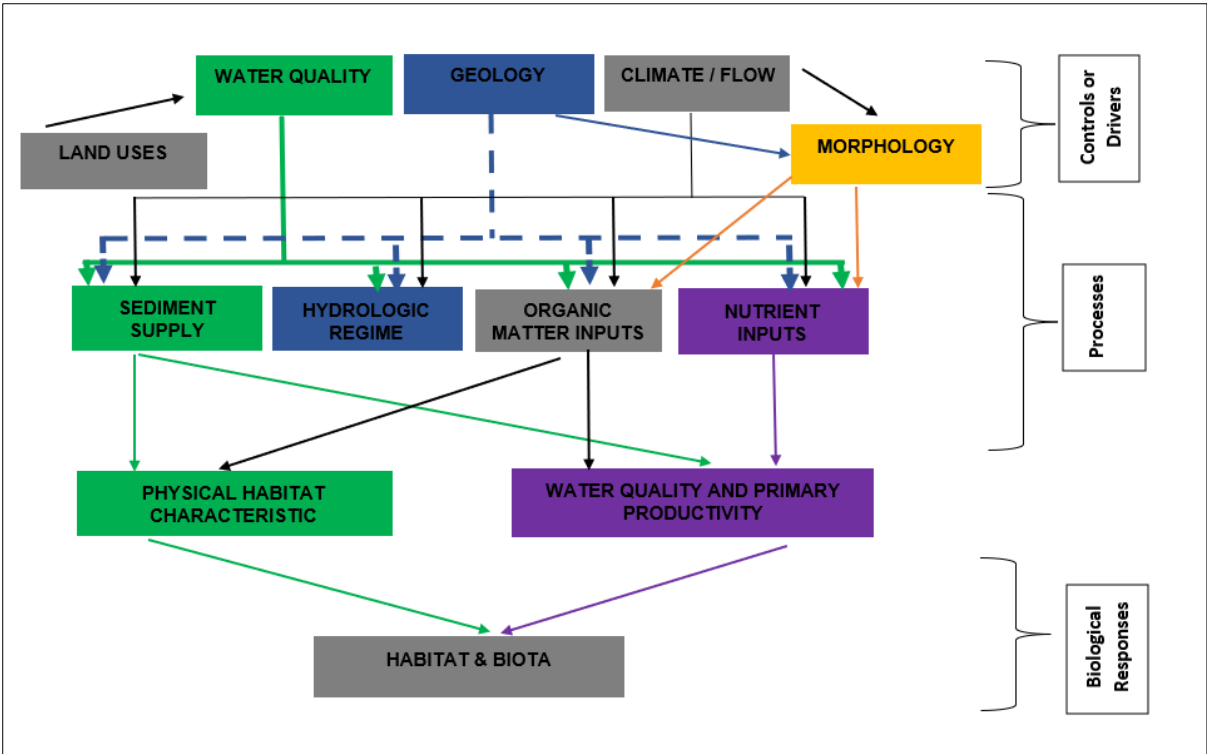 WATER QUALITY
GEOLOGY
CLIMATE / FLOW
LAND USES
MORPHOLOGY
Controls or
Drivers
SEDIMENT
SUPPLY
HYDROLOGIC
REGIME
ORGANIC
MATTER INPUTS
NUTRIENT
INPUTS
Processes
PHYSICAL HABITAT
CHARACTERISTIC
WATER QUALITY AND PRIMARY
PRODUCTIVITY
HABITAT & BIOTA
Biological
Responses